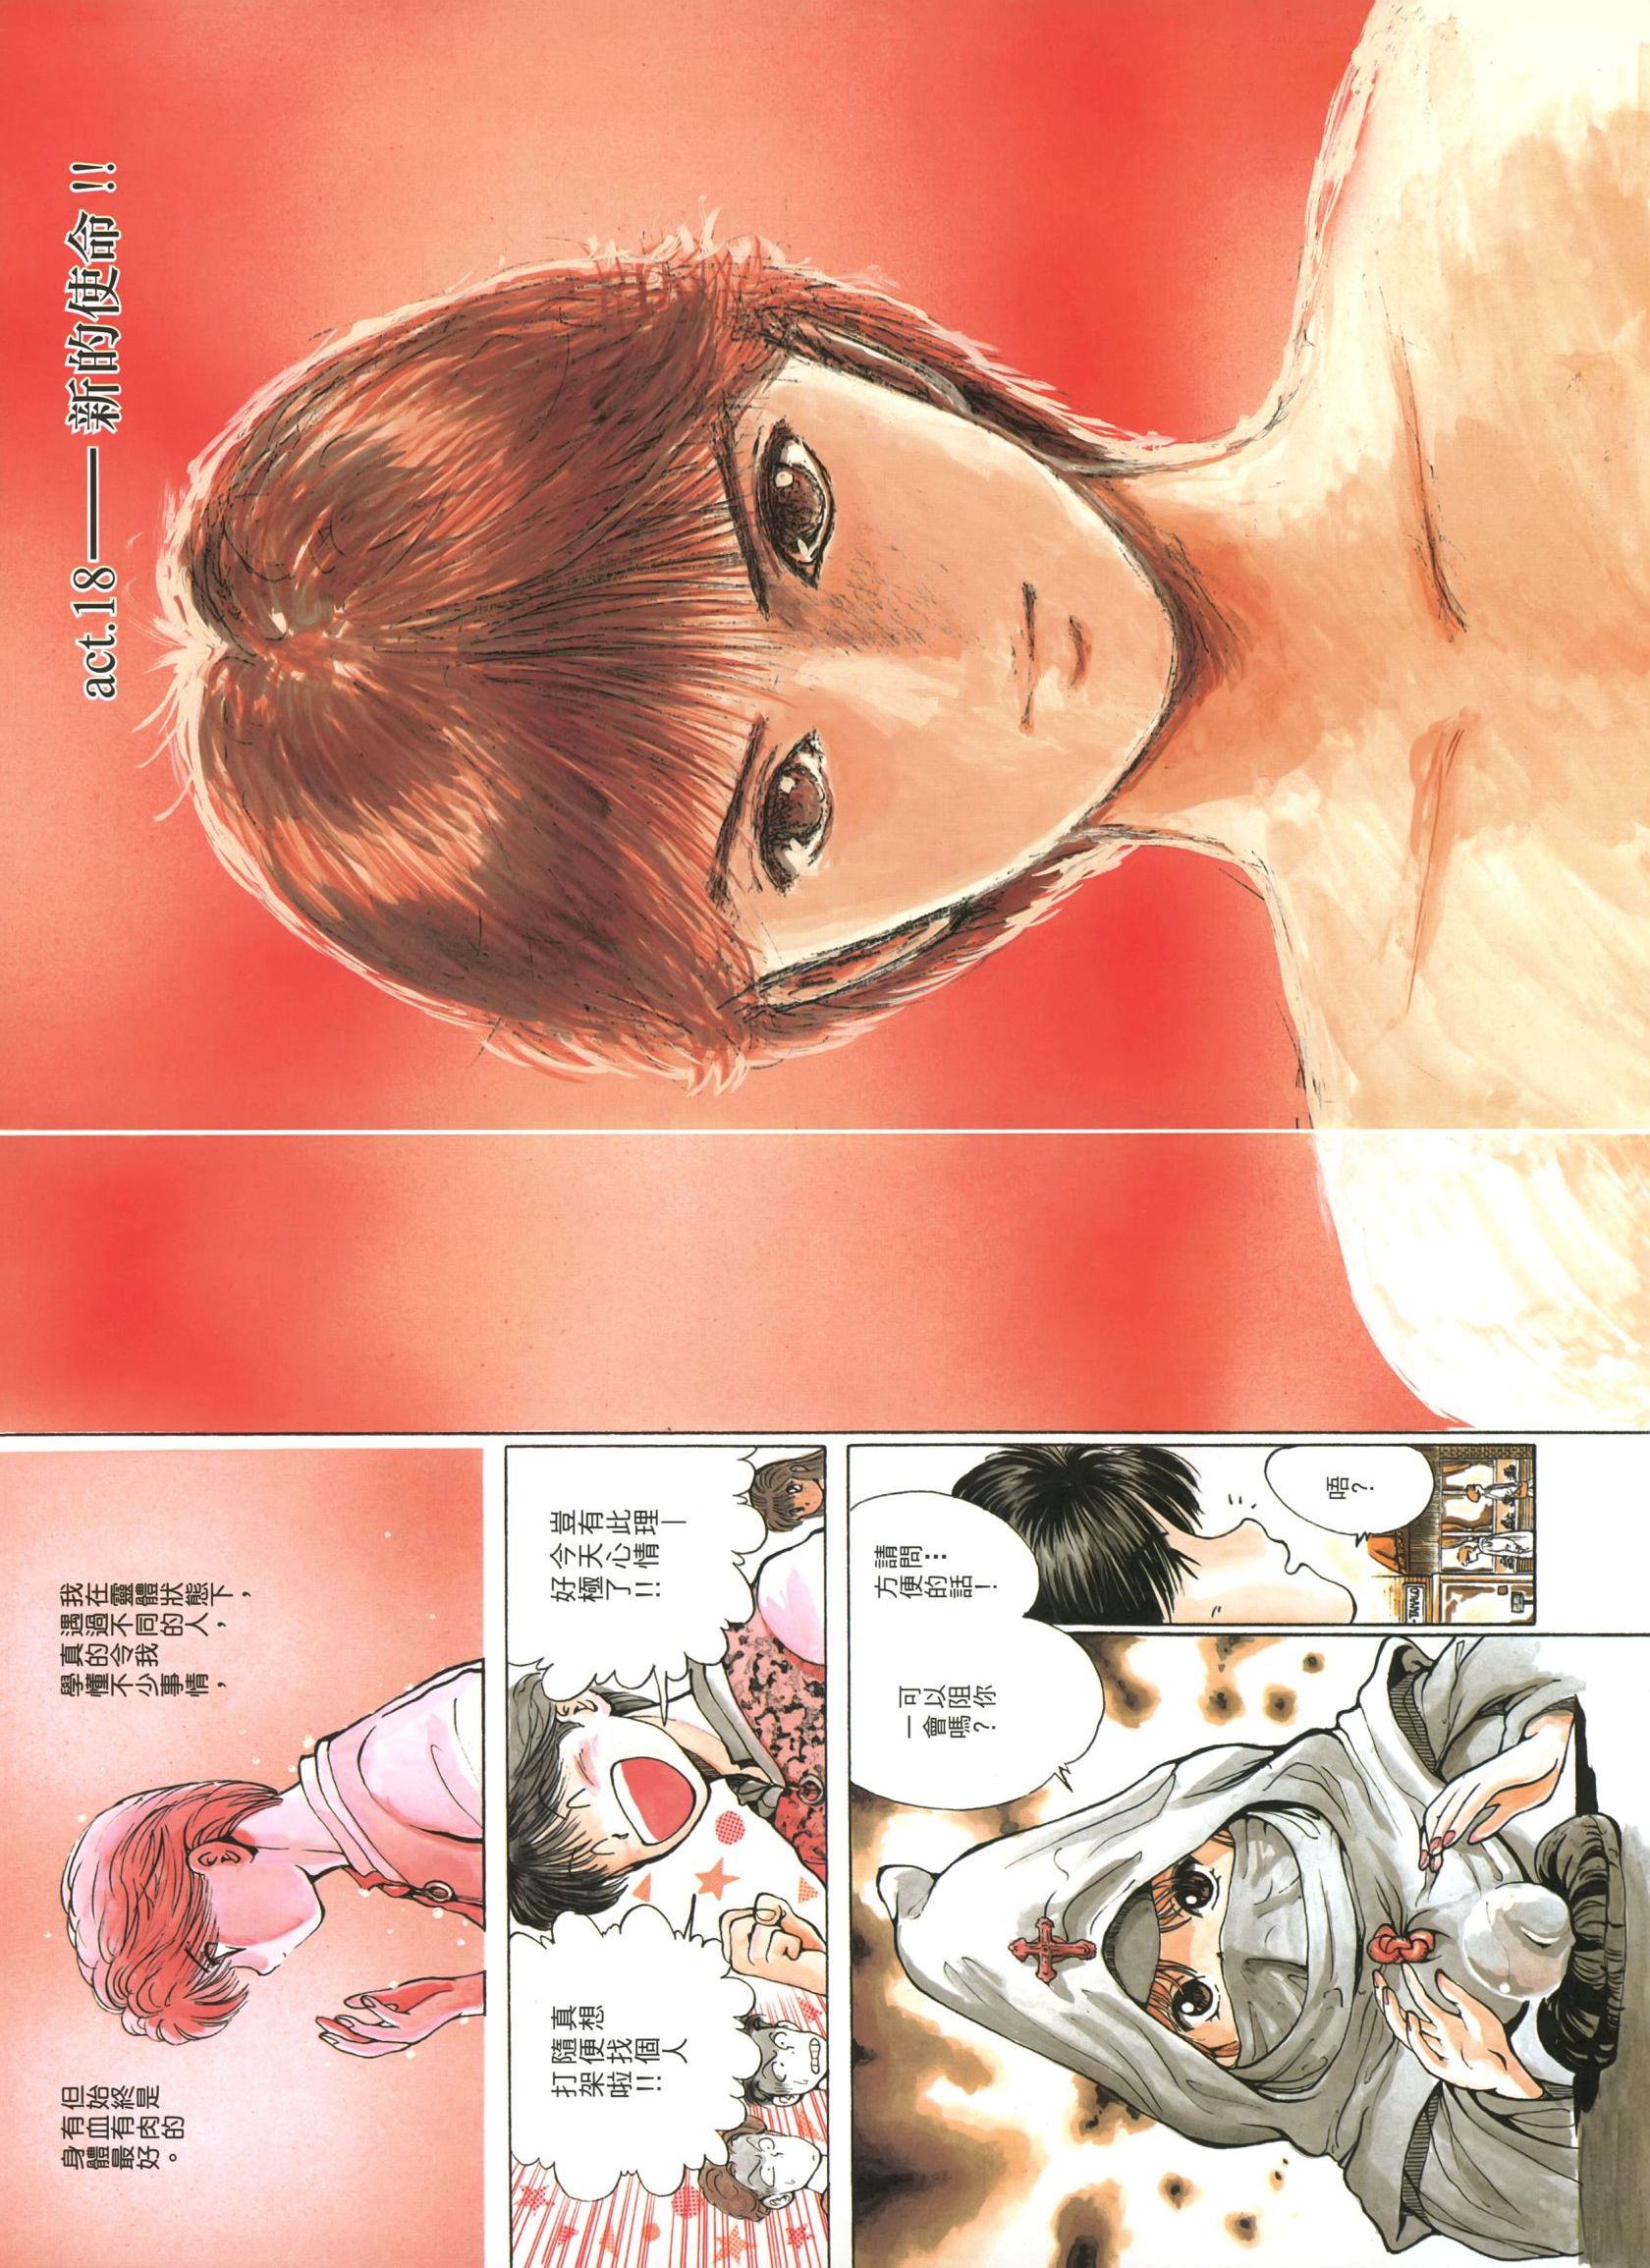 act.18——新的使命!!
我在靈體狀態下，
遇過不同的人，
真的令我
學懂不少事情，
但始終是
有血有肉的
身體最好。
豈有此理—
今天心情
好極了!!
真想
隨便找個人
打架啦!!
請問…
方便的話！
唔？
可以阻你
一會嗎？